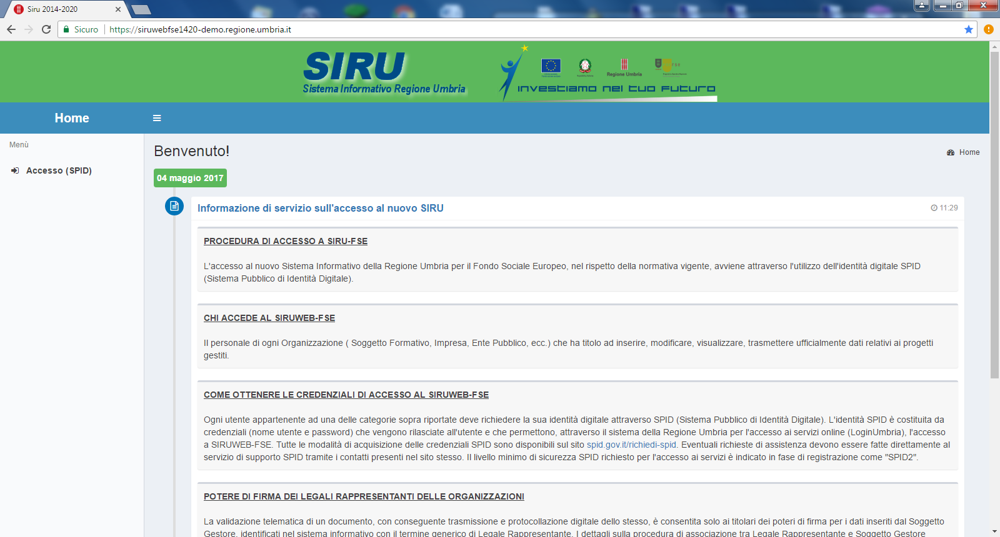 Siru 2014-2020
Sicuro https://siruwebfse1420-demo.regione.umbria.it
SIRU
Sistema Informativo Regione Umbria
Regione Umbria
investiamo nel tuo futuro
Home
Menù
Accesso (SPID)
Benvenuto!
Home
04 maggio 2017
Informazione di servizio sull'accesso al nuovo SIRU
11:29
PROCEDURA DI ACCESSO A SIRU-FSE
L'accesso al nuovo Sistema Informativo della Regione Umbria per il Fondo Sociale Europeo, nel rispetto della normativa vigente, avviene attraverso l'utilizzo dell'identità digitale SPID
(Sistema Pubblico di Identità Digitale).
CHI ACCEDE AL SIRUWEB-FSE
Il personale di ogni Organizzazione ( Soggetto Formativo, Impresa, Ente Pubblico, ecc.) che ha titolo ad inserire, modificare, visualizzare, trasmettere ufficialmente dati relativi ai progetti
gestiti.
COME OTTENERE LE CREDENZIALI DI ACCESSO AL SIRUWEB-FSE
Ogni utente appartenente ad una delle categorie sopra riportate deve richiedere la sua identità digitale attraverso SPID (Sistema Pubblico di Identità Digitale). L'identità SPID è costituita da
credenziali (nome utente e password) che vengono rilasciate all'utente e che permettono, attraverso il sistema della Regione Umbria per l'accesso ai servizi online (LoginUmbria), l'accesso
a SIRUWEB-FSE. Tutte le modalità di acquisizione delle credenziali SPID sono disponibili sul sito spid.gov.it/richiedi-spid. Eventuali richieste di assistenza devono essere fatte direttamente al
servizio di supporto SPID tramite i contatti presenti nel sito stesso. Il livello minimo di sicurezza SPID richiesto per l'accesso ai servizi è indicato in fase di registrazione come "SPID2".
POTERE DI FIRMA DEI LEGALI RAPPRESENTANTI DELLE ORGANIZZAZIONI
La validazione telematica di un documento, con conseguente trasmissione e protocollazione digitale dello stesso, è consentita solo ai titolari dei poteri di firma per i dati inseriti dal Soggetto
Gestore, identificati nel sistema informativo con il termine generico di Legale Rappresentante. I dettagli sulla procedura di associazione tra Legale Rappresentante e Soggetto Gestore